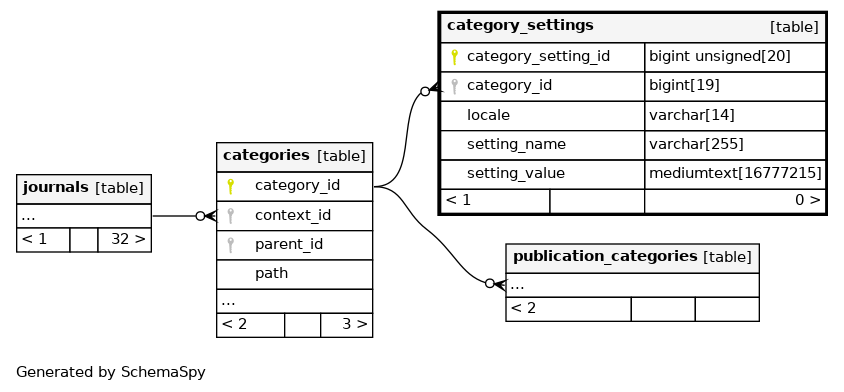 category_settings [table]
category_setting_id bigint unsigned[20]
category_id bigint[19]
locale varchar[14]
setting_name varchar[255]
setting_value mediumtext[16777215]
< 1 0 >
categories [table]
category_id
context_id
parent_id
path
...
< 2 3 >
journals [table]
...
< 1 32 >
publication_categories [table]
...
< 2
Generated by SchemaSpy